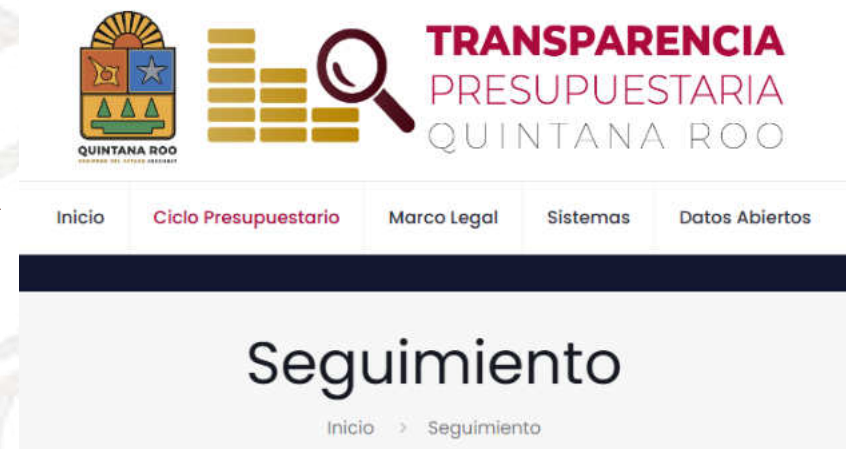 TRANSPARENCIA
PRESUPUESTARIA
QUINTANA ROO
QUINTANA ROO
Inicio
Ciclo Presupuestario
Marco Legal
Sistemas
Datos Abiertos
Seguimiento
Inicio > Seguimiento